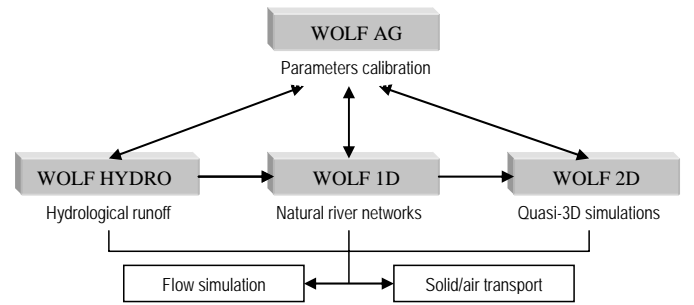 WOLF AG
Parameters calibration
WOLF HYDRO
WOLF 1D
WOLF 2D
Hydrological runoff
Natural river networks
Quasi-3D simulations
Flow simulation
Solid/air transport